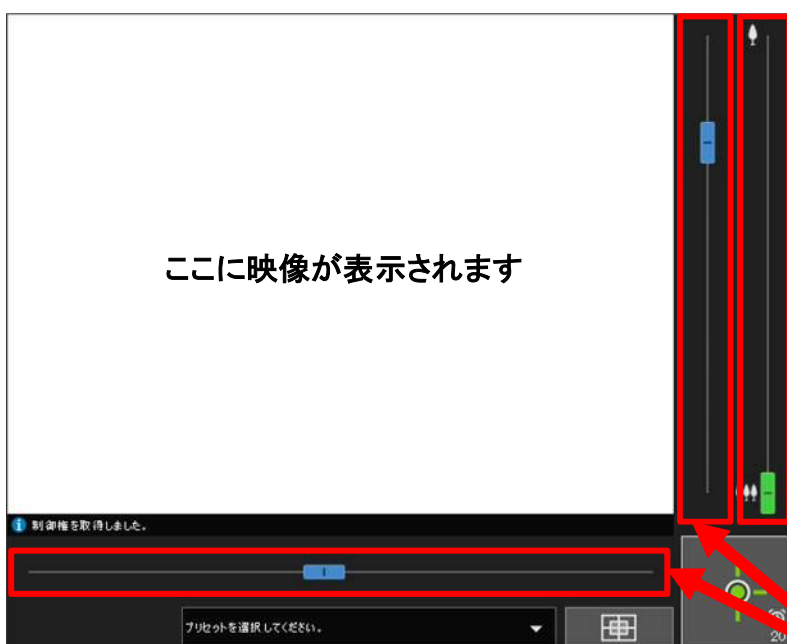 ここに映像が表示されます
制御権を取得しました。
プリセットを選択してください。
20